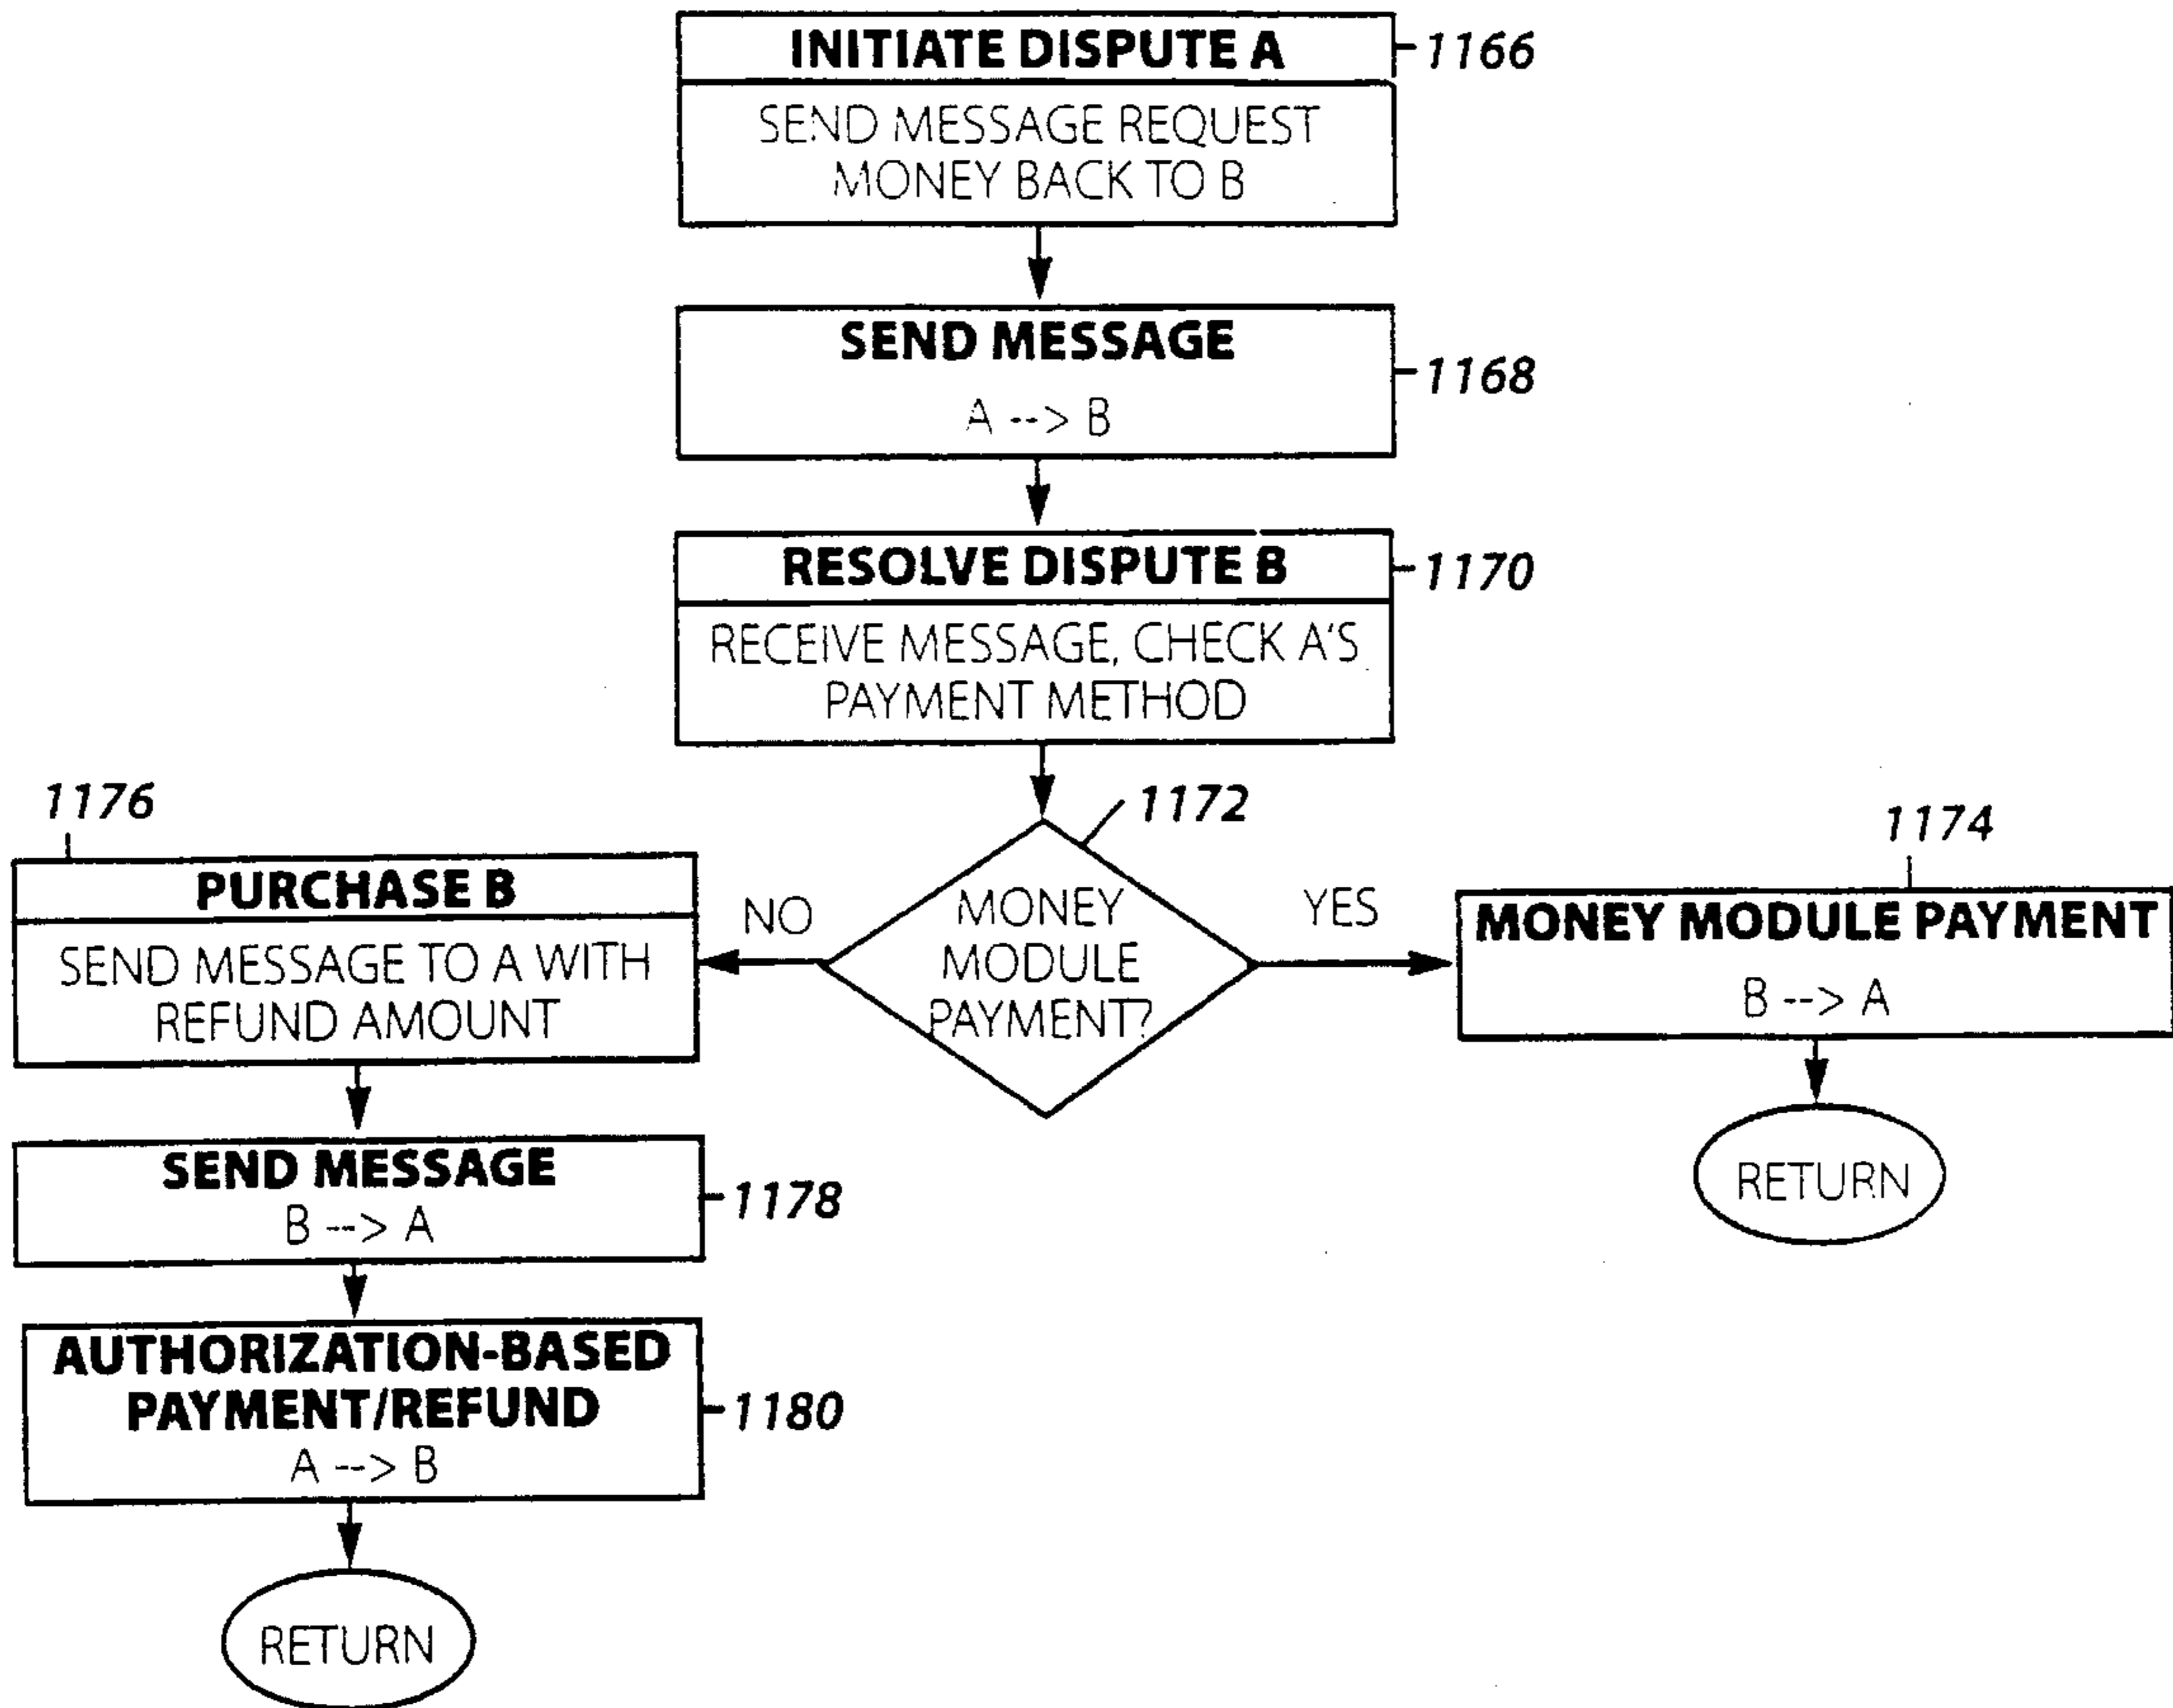 INITIATE DISPUTE A
1166
SEND MESSAGE REQUEST
MONEY BACK TO B
SEND MESSAGE
1168
A --> B
RESOLVE DISPUTE B
1170
RECEIVE MESSAGE, CHECK A'S
PAYMENT METHOD
1172
MONEY
MODULE
PAYMENT?
NO
YES
1176
PURCHASE B
SEND MESSAGE TO A WITH
REFUND AMOUNT
1174
MONEY MODULE PAYMENT
B --> A
RETURN
SEND MESSAGE
B --> A
1178
AUTHORIZATION-BASED
PAYMENT/REFUND
1180
A --> B
RETURN